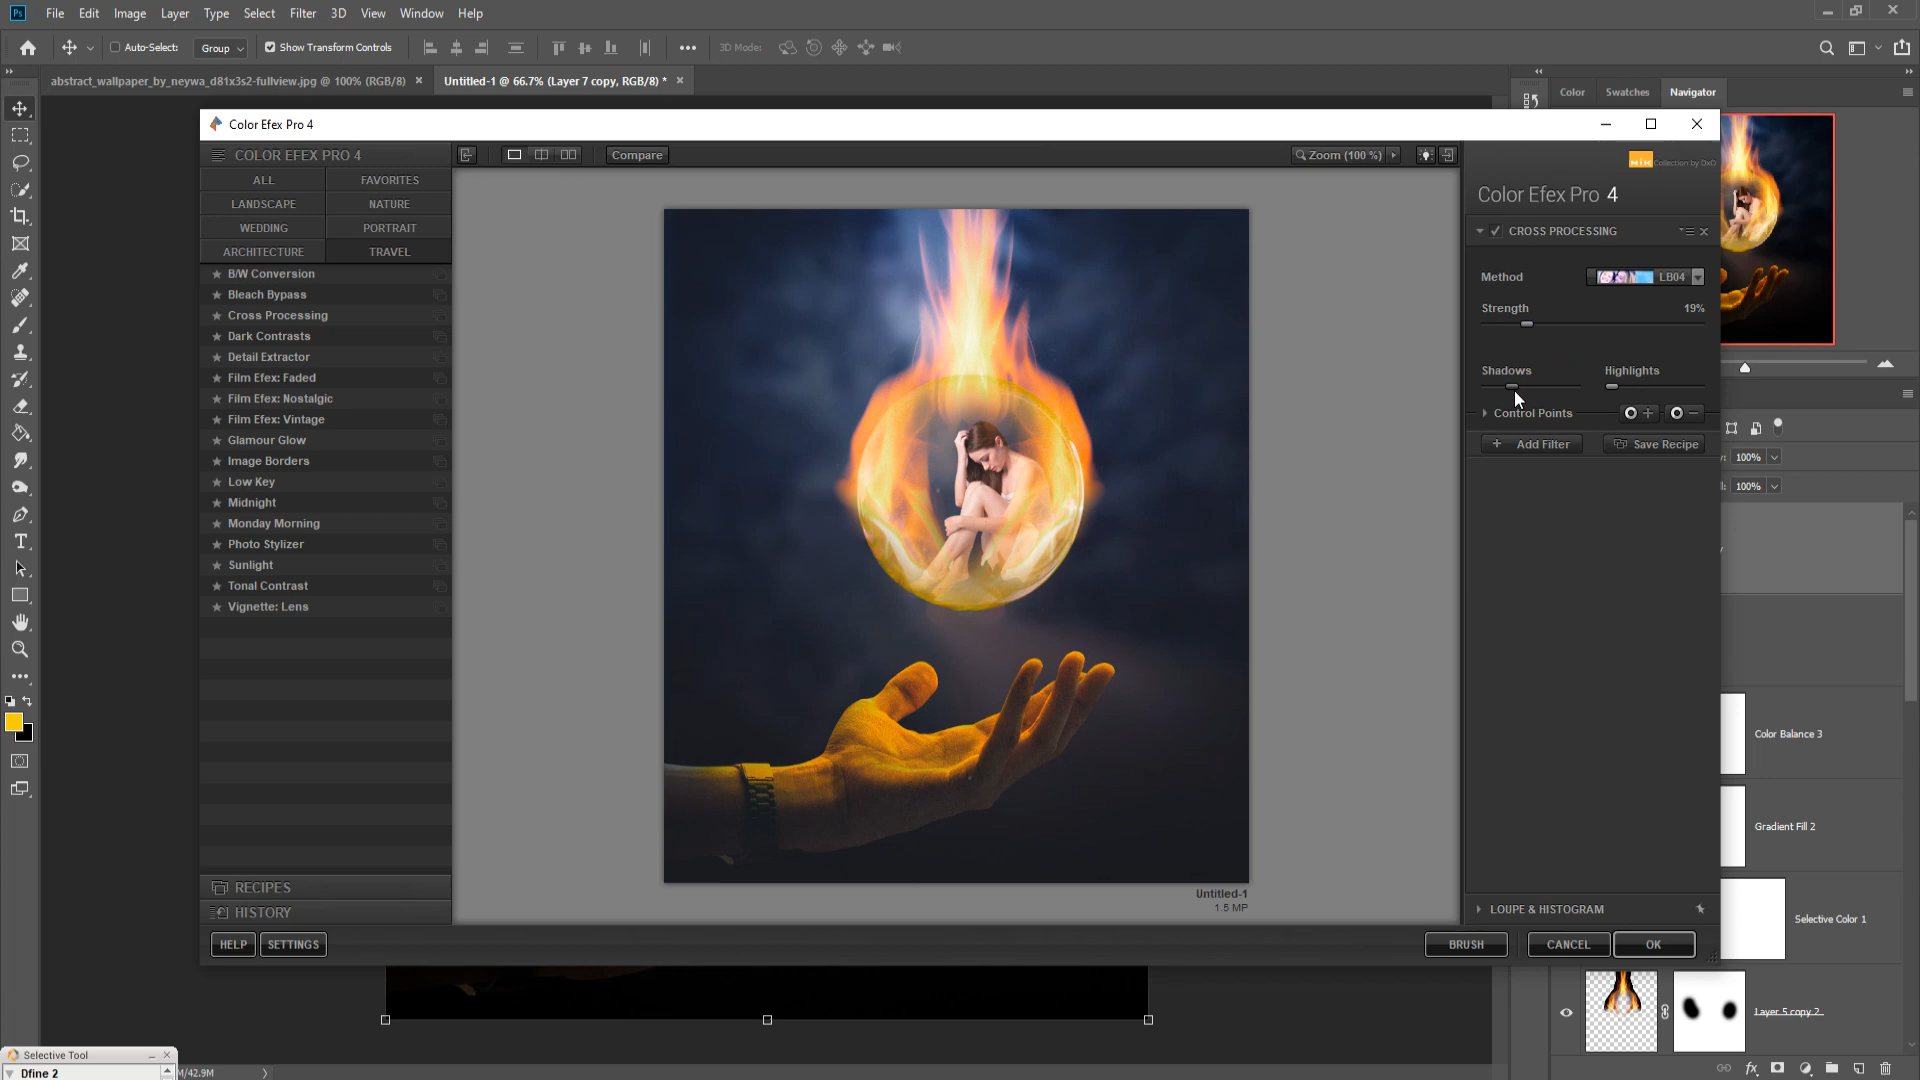 Ps File Edit Image Layer Type Select Filter 3D View Window Help
Auto-Select: Group Show Transform Controls 3D Mode:
abstract_wallpaper_by_neywa_d81x3s2-fullview.jpg @ 100% (RGB/8) × Untitled-1 @ 66.7% (Layer 7 copy, RGB/8) * ×
Color Swatches Navigator
Color Efex Pro 4
COLOR EFEX PRO 4
Compare
Zoom (100 %)
ALL FAVORITES
LANDSCAPE NATURE
WEDDING PORTRAIT
ARCHITECTURE TRAVEL
B/W Conversion
Bleach Bypass
Cross Processing
Dark Contrasts
Detail Extractor
Film Efex: Faded
Film Efex: Nostalgic
Film Efex: Vintage
Glamour Glow
Image Borders
Low Key
Midnight
Monday Morning
Photo Stylizer
Sunlight
Tonal Contrast
Vignette: Lens
RECIPES
HISTORY
HELP SETTINGS
Untitled-1
1.5 MP
Nik Collection by DxO
Color Efex Pro 4
CROSS PROCESSING
Method LB04
Strength 19%
Shadows Highlights
Control Points
Add Filter Save Recipe
LOUPE & HISTOGRAM
BRUSH CANCEL OK
100%
100%
Color Balance 3
Gradient Fill 2
Selective Color 1
Layer 5 copy 2
Selective Tool
Dfine 2
M/42.9M